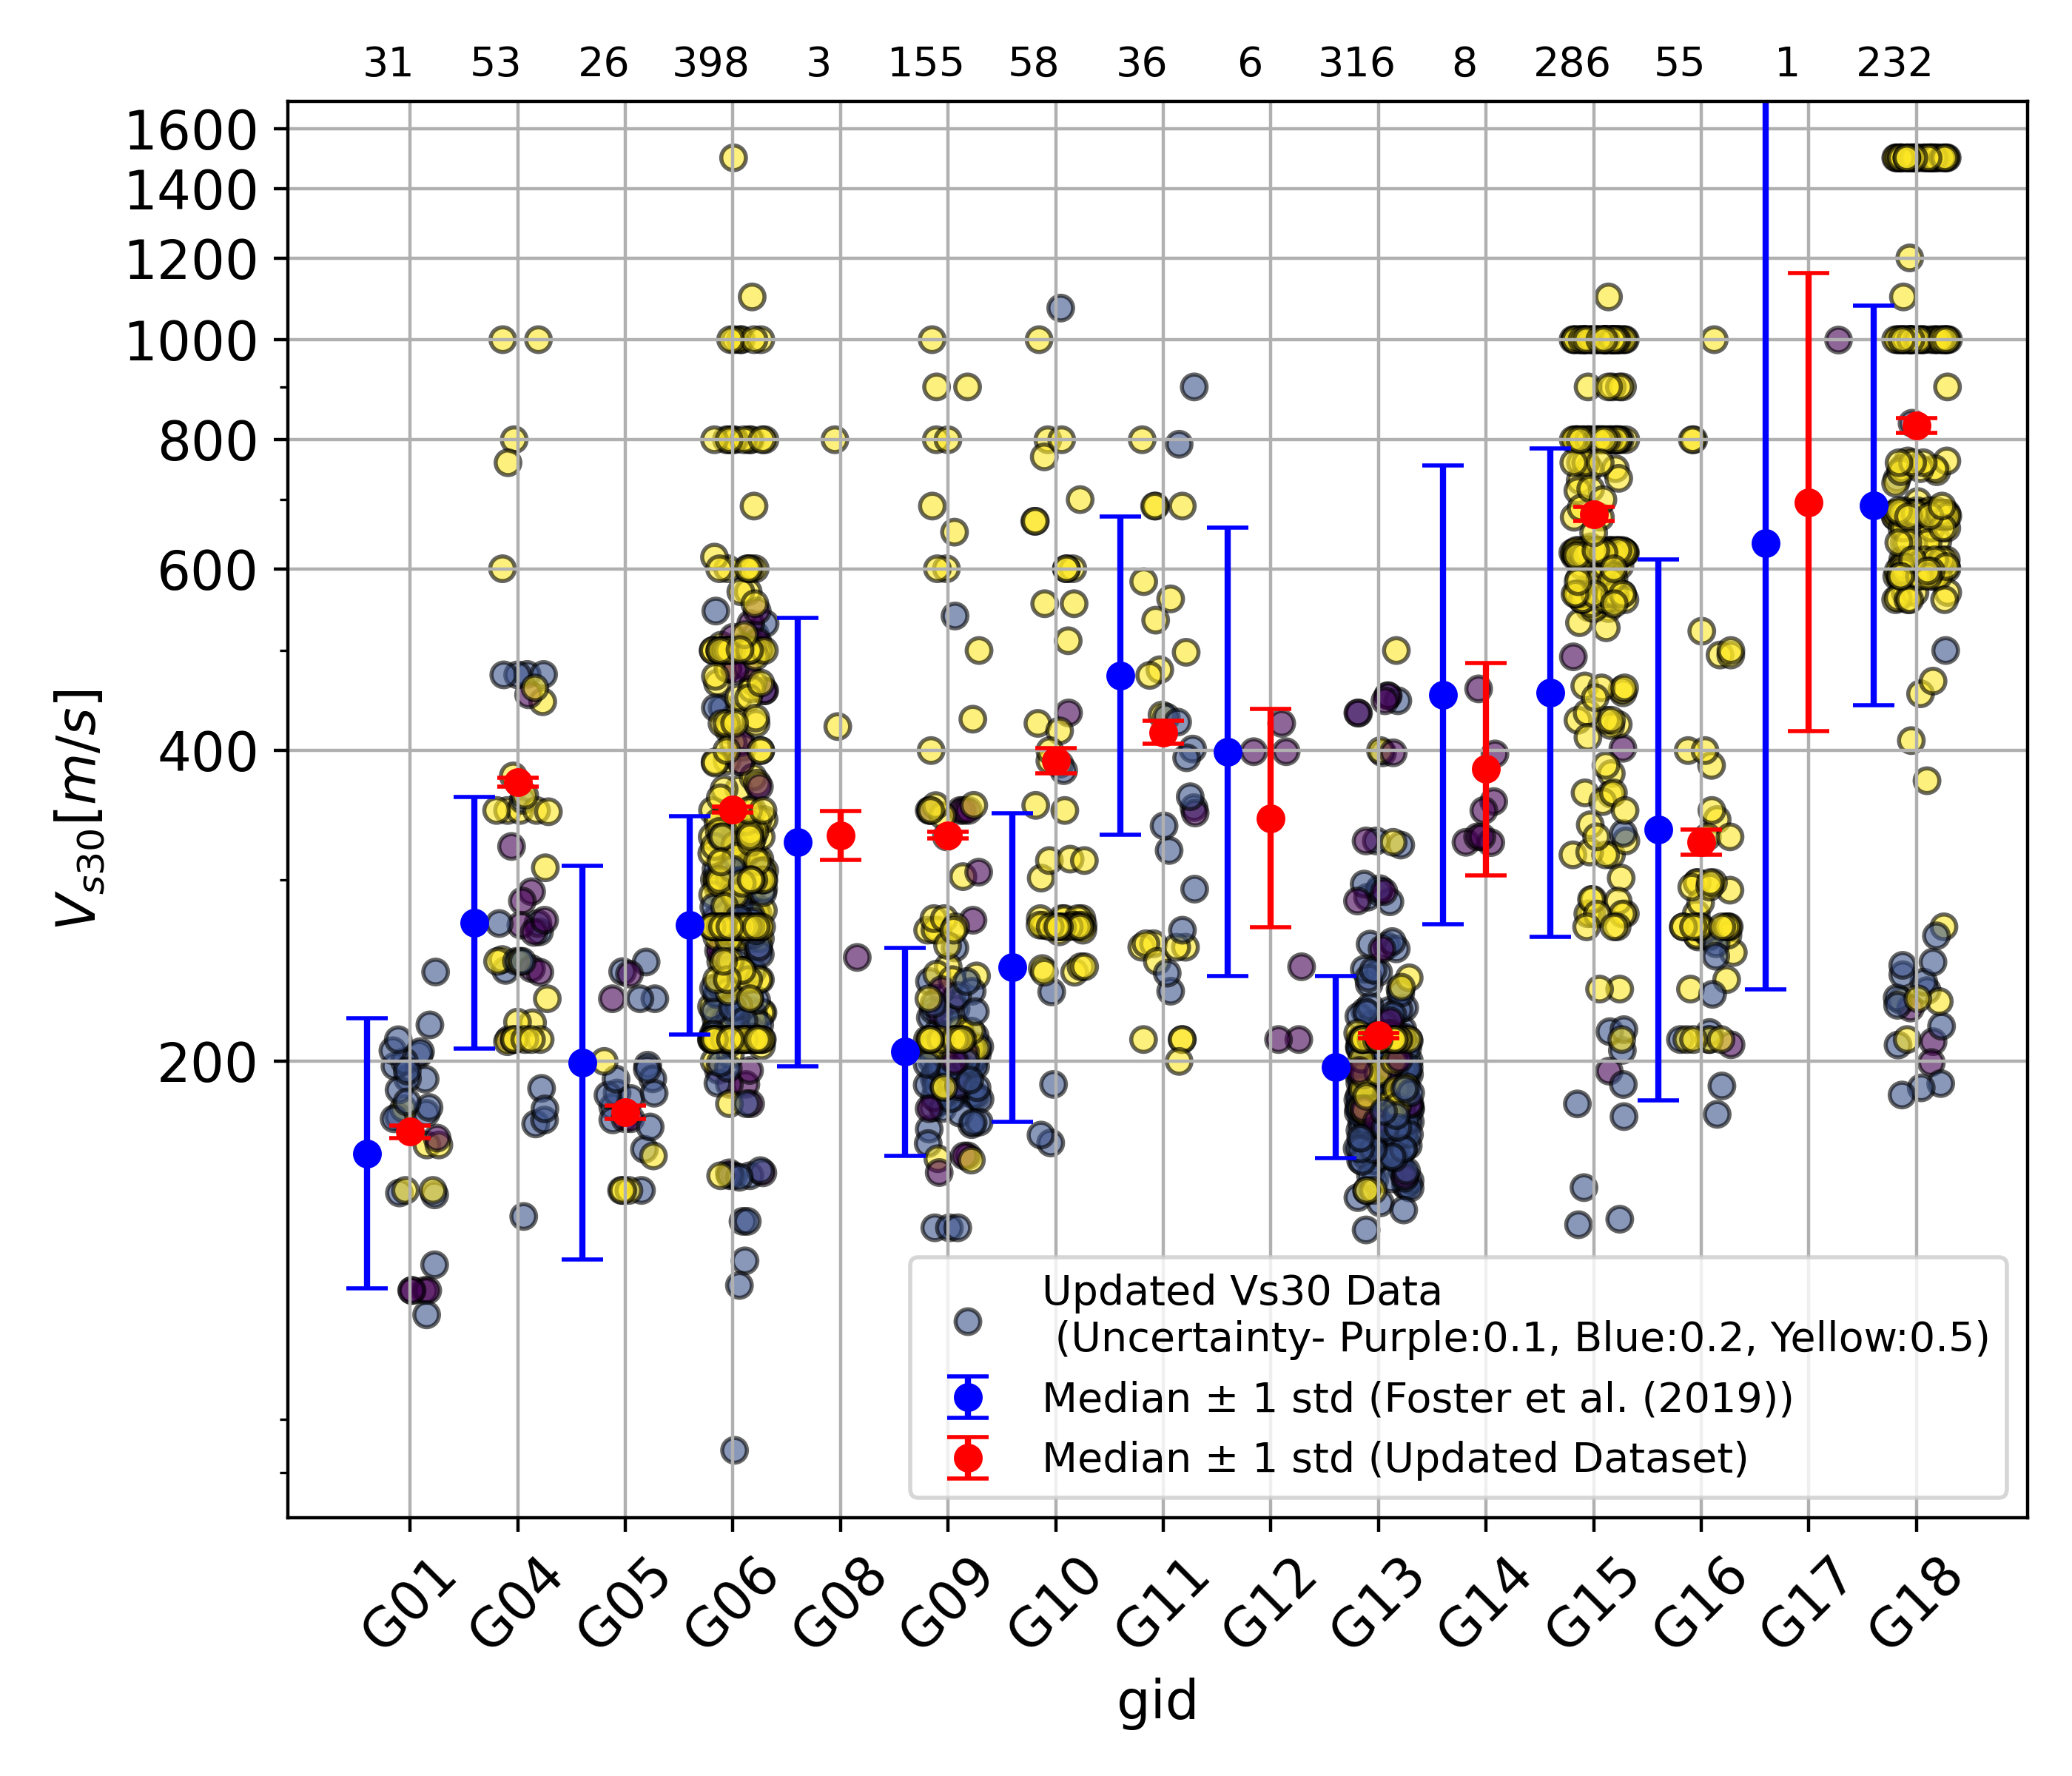 31 53 26 398 3 155 58 36 6 316 8 286 55 1 232
1600
1400
1200
1000
800
600
400
200
V_{s30}[m/s]
Updated Vs30 Data
(Uncertainty- Purple:0.1, Blue:0.2, Yellow:0.5)
Median ± 1 std (Foster et al. (2019))
Median ± 1 std (Updated Dataset)
G01 G04 G05 G06 G08 G09 G10 G11 G12 G13 G14 G15 G16 G17 G18
gid